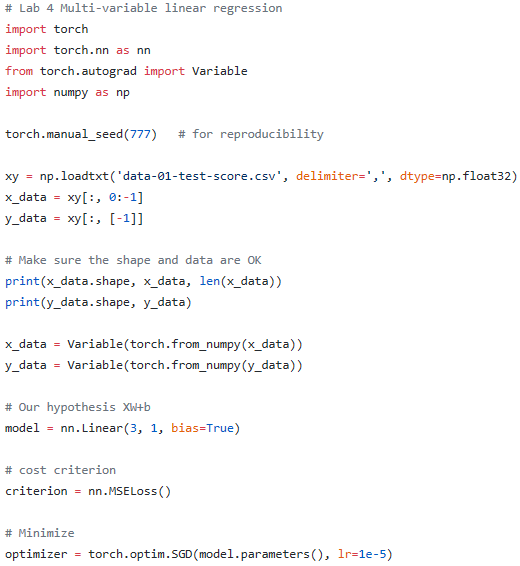 # Lab 4 Multi-variable linear regression
import torch
import torch.nn as nn
from torch.autograd import Variable
import numpy as np
torch.manual_seed(777)   # for reproducibility
xy = np.loadtxt('data-01-test-score.csv', delimiter=',', dtype=np.float32)
x_data = xy[:, 0:-1]
y_data = xy[:, [-1]]
# Make sure the shape and data are OK
print(x_data.shape, x_data, len(x_data))
print(y_data.shape, y_data)
x_data = Variable(torch.from_numpy(x_data))
y_data = Variable(torch.from_numpy(y_data))
# Our hypothesis XW+b
model = nn.Linear(3, 1, bias=True)
# cost criterion
criterion = nn.MSELoss()
# Minimize
optimizer = torch.optim.SGD(model.parameters(), lr=1e-5)